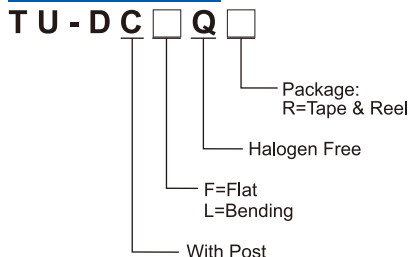 TU-DC□Q□
Package:
R=Tape & Reel
Halogen Free
F=Flat
L=Bending
With Post